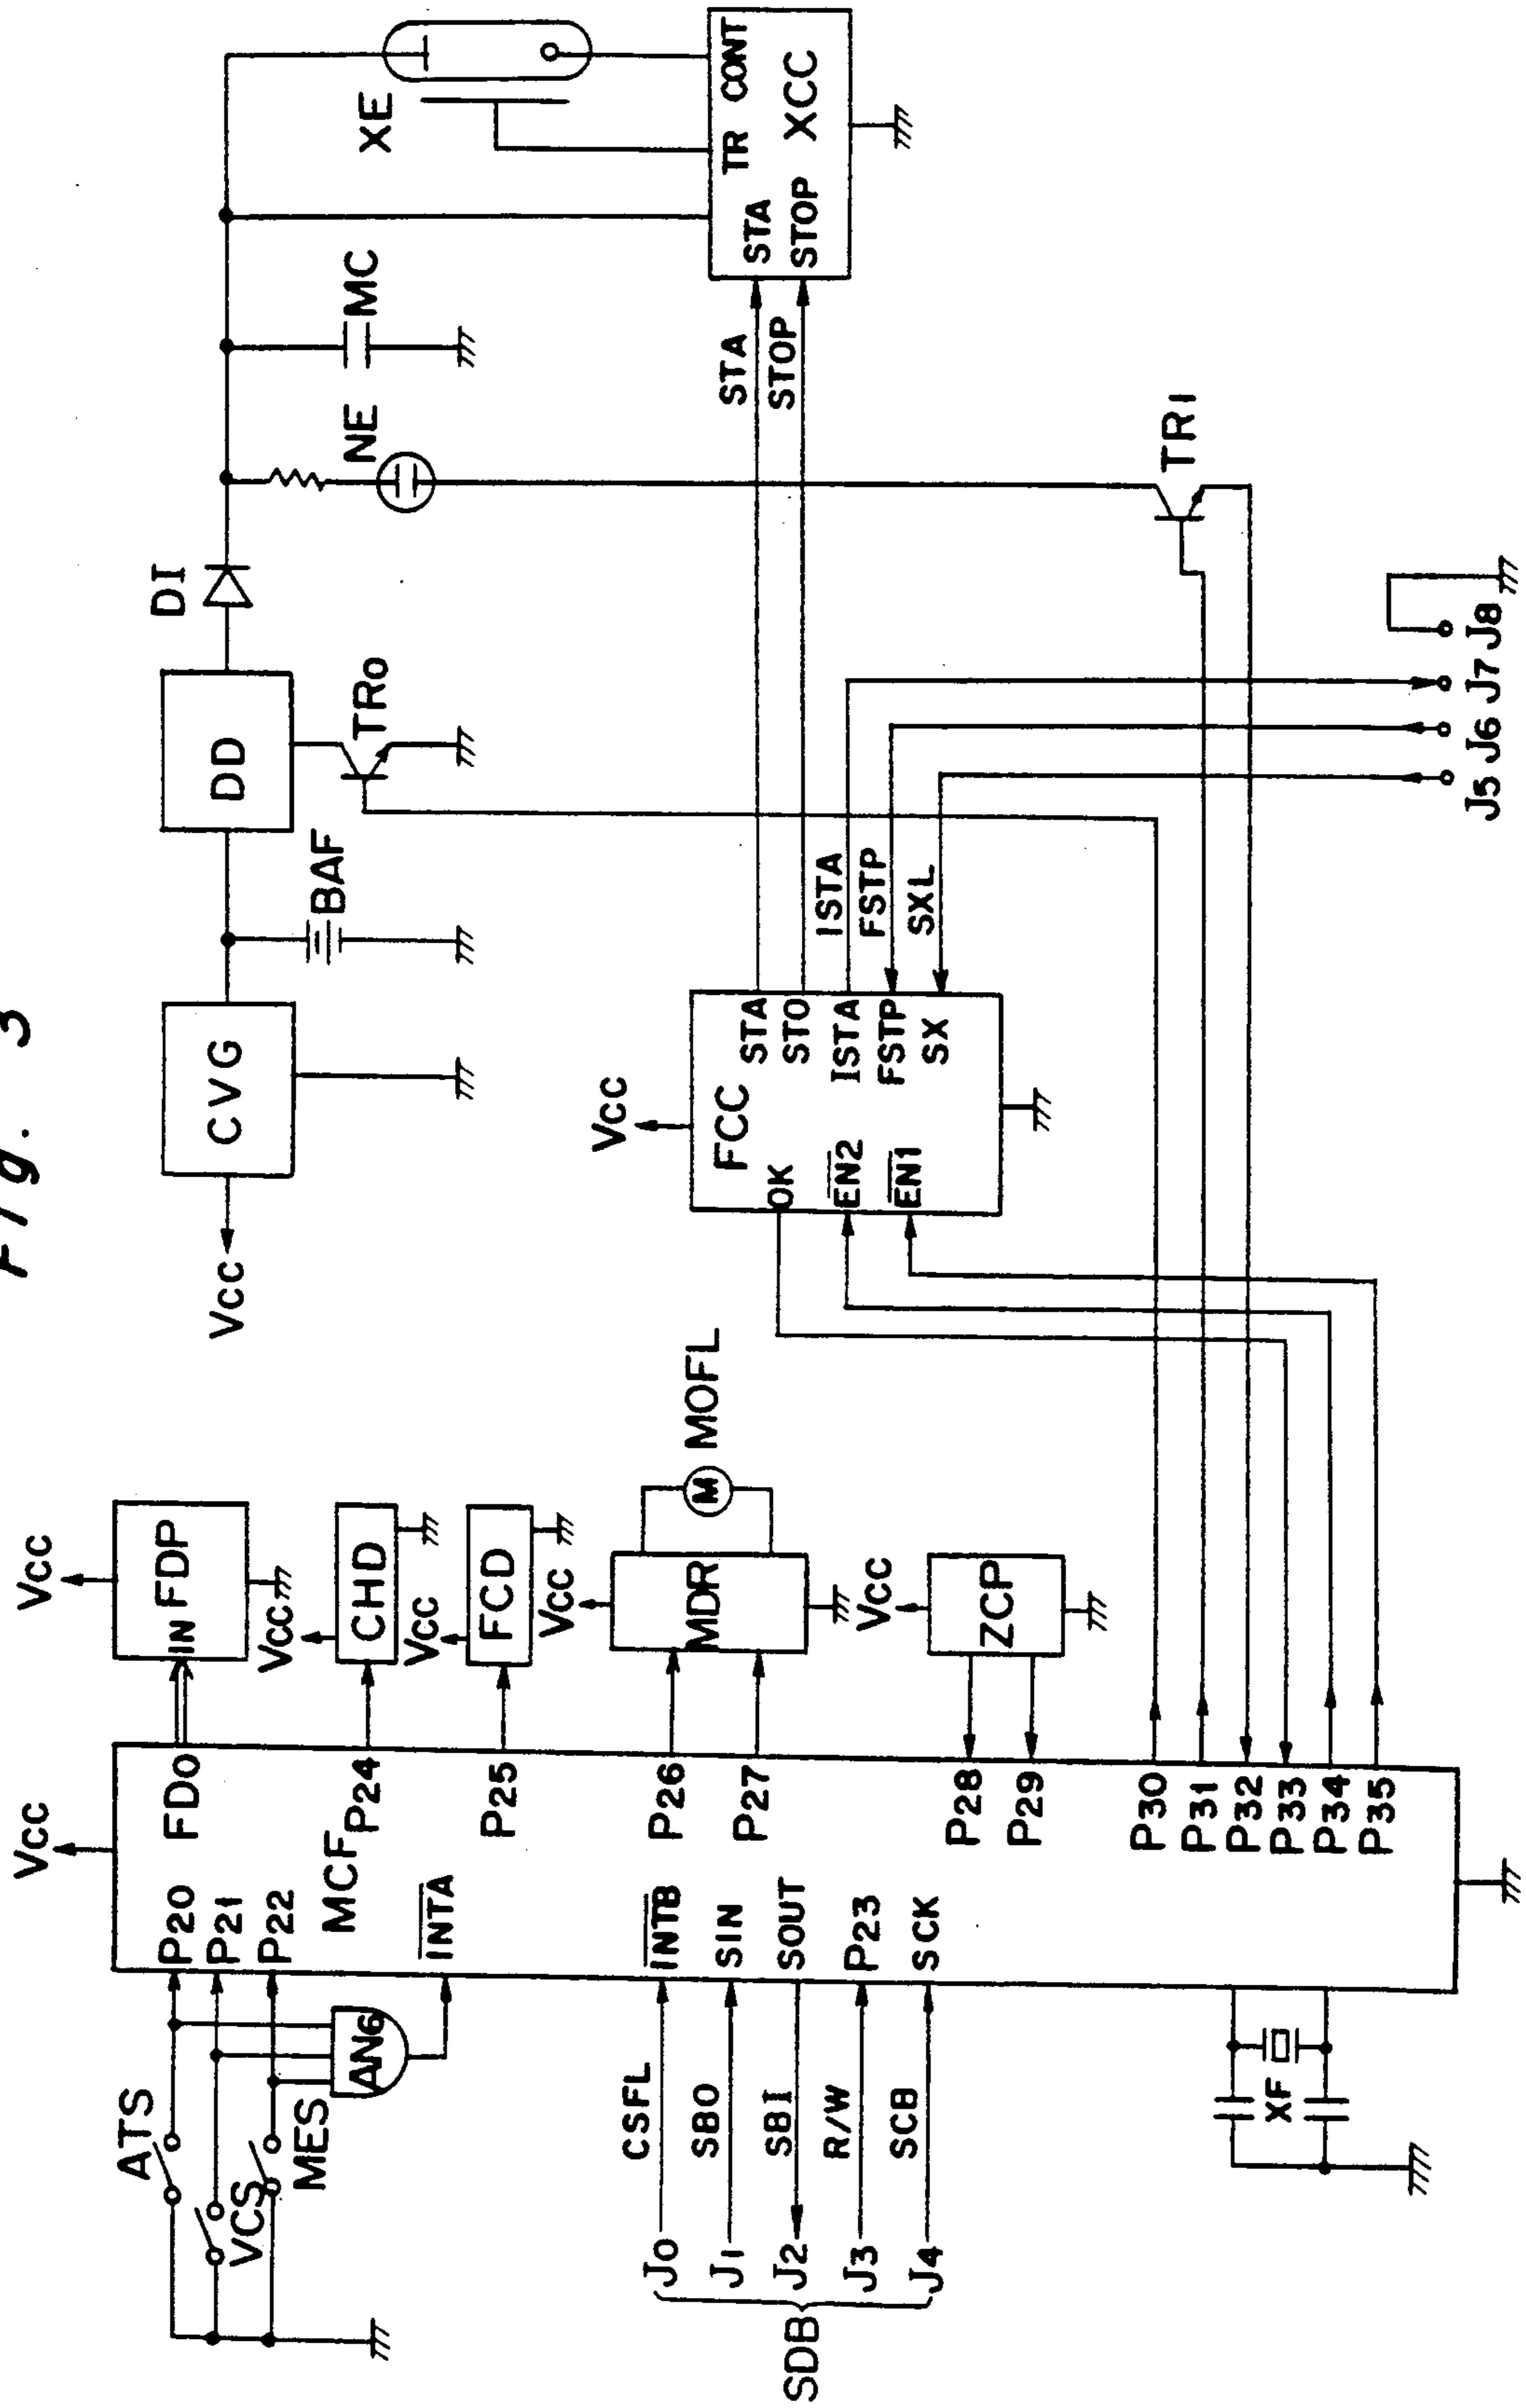 Fig. 3
Vcc
CVG
BAF
DD
TRo
DI
NE
MC
XE
STA
TR
CONT
STOP
XCC
Vcc
P20
P21
P22
MCF
INTA
INTB
SIN
SOUT
P23
SCK
FDo
P24
P25
P26
P27
P28
P29
P30
P31
P32
P33
P34
P35
ATS
VCS
MES
AN6
CSFL
SBO
SBI
R/W
SCB
J0
J1
J2
J3
J4
SDB
XF
Vcc
IN FDP
Vcc
CHD
Vcc
FCD
Vcc
MDR
M
MOFL
Vcc
ZCP
Vcc
FCC
OK
EN2
EN1
STA
STO
ISTA
FSTP
SX
STA
STOP
ISTA
FSTP
SXL
TR1
J5
J6
J7
J8